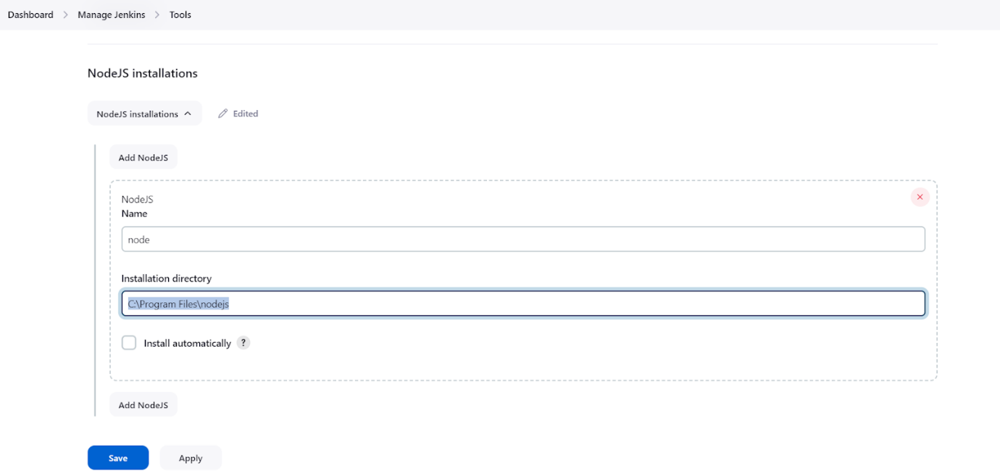 Dashboard > Manage Jenkins > Tools
NodeJS installations
NodeJS installations Edited
Add NodeJS
NodeJS
Name
node
Installation directory
C:\Program Files\nodejs
Install automatically ?
Add NodeJS
Save Apply